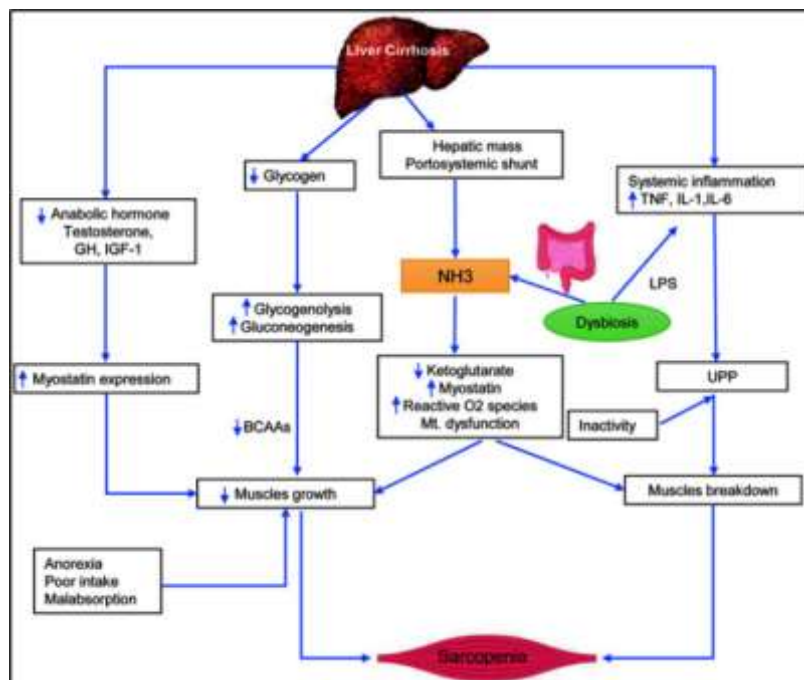 Liver Cirrhosis
Hepatic mass
Portosystemic shunt
↓ Glycogen
Systemic inflammation
↑ TNF, IL-1,IL-6
↓ Anabolic hormone
Testosterone,
GH, IGF-1
NH3
LPS
Dysbiosis
↑ Glycogenolysis
↑ Gluconeogenesis
↑ Myostatin expression
↓ Ketoglutarate
↑ Myostatin
↑ Reactive O2 species
Mt. dysfunction
UPP
↓ BCAAs
Inactivity
↓ Muscles growth
Muscles breakdown
Anorexia
Poor intake
Malabsorption
Sarcopenia